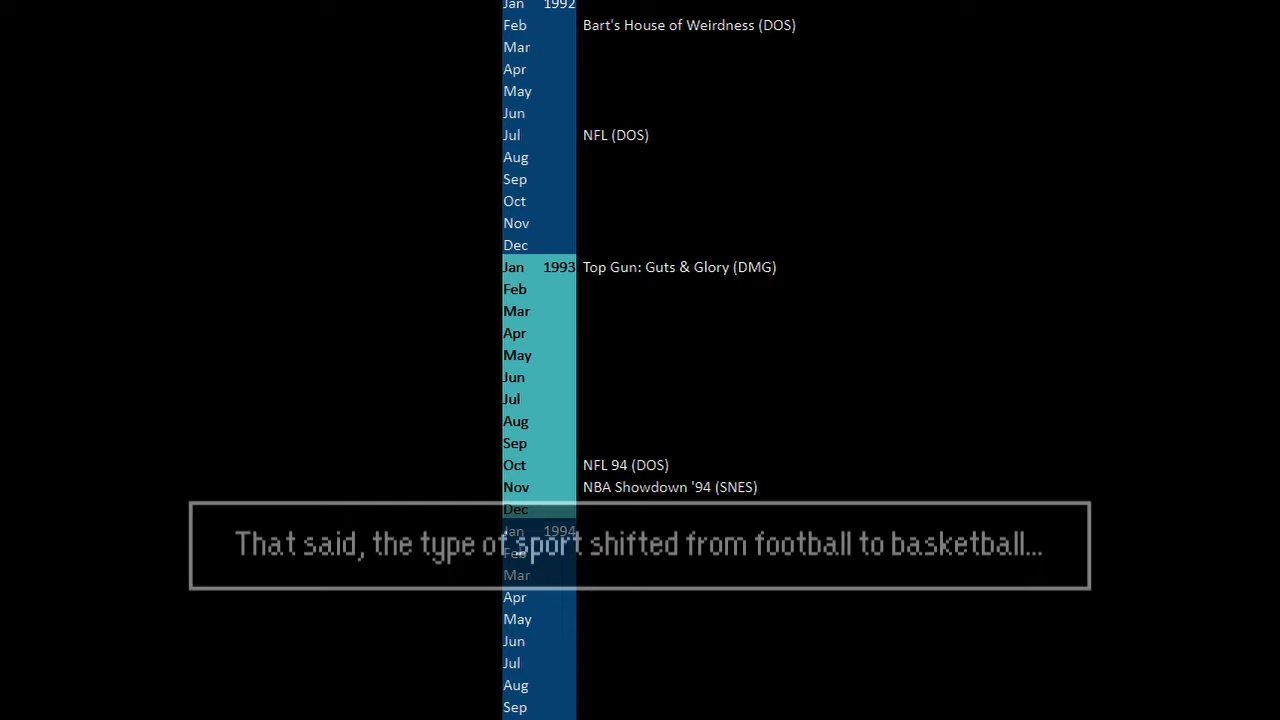 Jan 1992
Feb Bart's House of Weirdness (DOS)
Mar
Apr
May
Jun
Jul NFL (DOS)
Aug
Sep
Oct
Nov
Dec
Jan 1993 Top Gun: Guts & Glory (DMG)
Feb
Mar
Apr
May
Jun
Jul
Aug
Sep
Oct NFL 94 (DOS)
Nov NBA Showdown '94 (SNES)
Dec
Jan 1994
That said, the type of sport shifted from football to basketball...
Feb
Mar
Apr
May
Jun
Jul
Aug
Sep